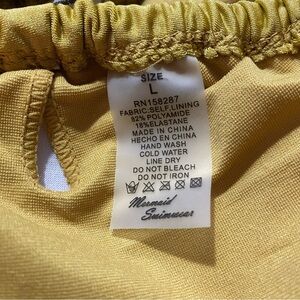 SIZE
L
RN158287
FABRIC:SELF,LINING
82% POLYAMIDE
18%ELASTANE
MADE IN CHINA
HECHO EN CHINA
HAND WASH
COLD WATER
LINE DRY
DO NOT BLEACH
DO NOT IRON
Mermaid
Swimwear